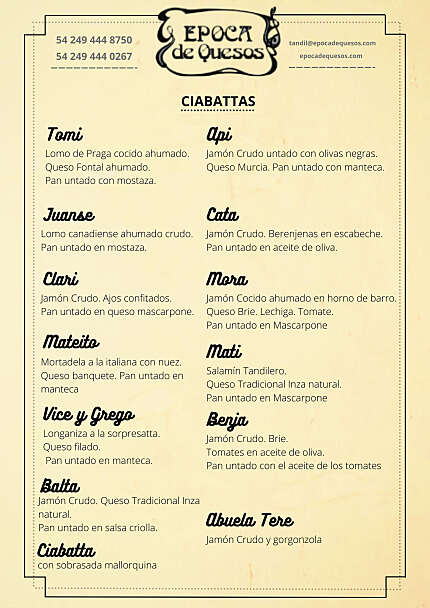 54 249 444 8750
54 249 444 0267
EPOCA
de Quesos
tandil@epocadequesos.com
epocadequesos.com
CIABATTAS
Tomi
Lomo de Praga cocido ahumado.
Queso Fontal ahumado.
Pan untado con mostaza.
Juanse
Lomo canadiense ahumado crudo.
Pan untado en mostaza.
Clari
Jamón Crudo. Ajos confitados.
Pan untado en queso mascarpone.
Mateito
Mortadela a la italiana con nuez.
Queso banquete. Pan untado en
manteca
Vice y Grego
Longaniza a la sorpresatta.
Queso filado.
Pan untado en manteca.
Balta
Jamón Crudo. Queso Tradicional Inza
natural.
Pan untado en salsa criolla.
Ciabatta
con sobrasada mallorquina
Api
Jamón Crudo untado con olivas negras.
Queso Murcia. Pan untado con manteca.
Cata
Jamón Crudo. Berenjenas en escabeche.
Pan untado en aceite de oliva.
Mora
Jamón Cocido ahumado en horno de barro.
Queso Brie. Lechiga. Tomate.
Pan untado en Mascarpone
Mati
Salamín Tandilero.
Queso Tradicional Inza natural.
Pan untado en Mascarpone
Benja
Jamón Crudo. Brie.
Tomates en aceite de oliva.
Pan untado con el aceite de los tomates
Abuela Tere
Jamón Crudo y gorgonzola